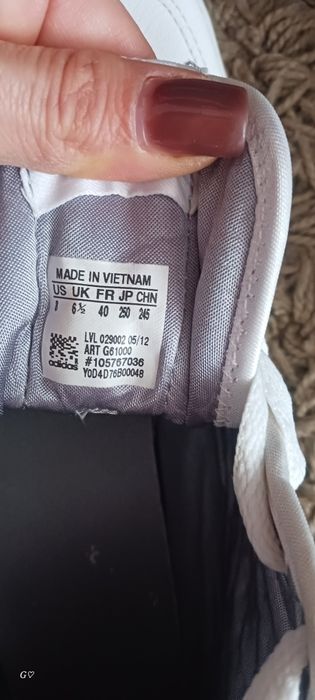 MADE IN VIETNAM
US UK FR JP CHN
7 6½ 40 250 245
LVL 029002 05/12
ART G61000
#105767036
Y0D4D76B00048
adidas
G♡